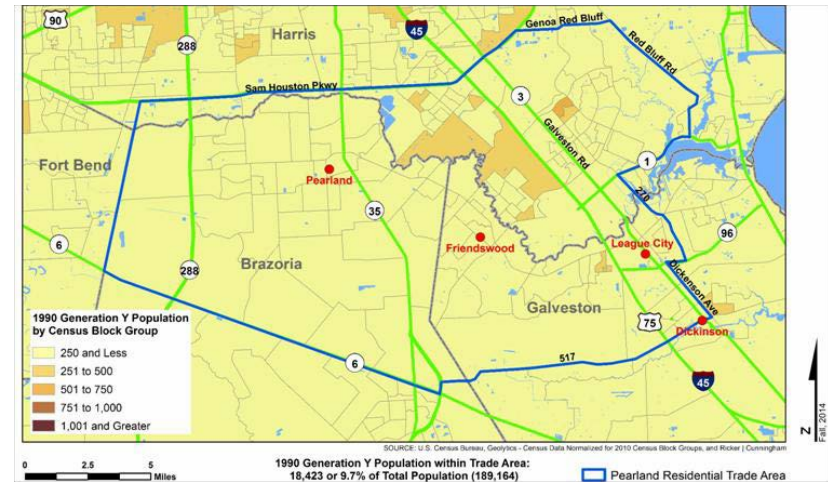 90
288
Harris
45
Genoa Red Bluff
Red Bluff Rd
Sam Houston Pkwy
3
Galveston Rd
Fort Bend
Pearland
1
270
35
6
288
Brazoria
Friendswood
League City
96
Dickenson Ave
Galveston
75
Dickinson
6
517
45
1990 Generation Y Population
by Census Block Group
250 and Less
251 to 500
501 to 750
751 to 1,000
1,001 and Greater
N
Fall, 2014
SOURCE: U.S. Census Bureau, Geolytics - Census Data Normalized for 2010 Census Block Groups, and Ricker | Cunningham
0 2.5 5
Miles
1990 Generation Y Population within Trade Area:
18,423 or 9.7% of Total Population (189,164)
Pearland Residential Trade Area